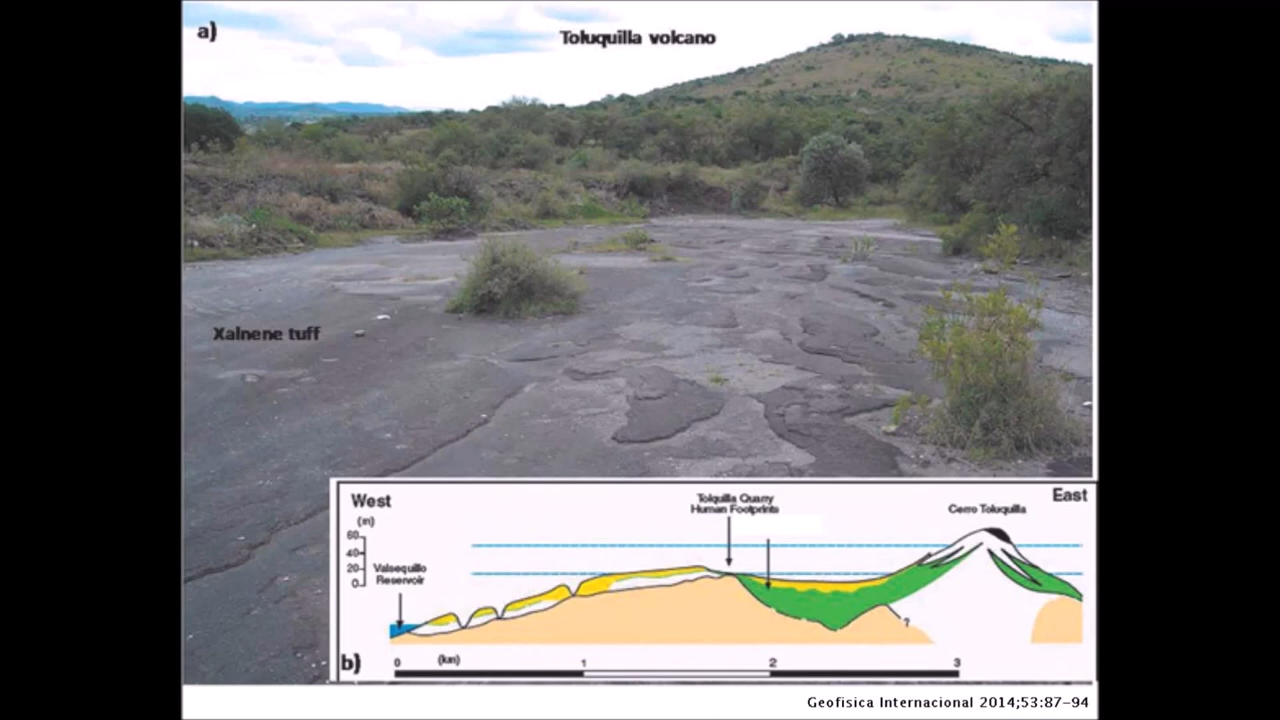 a)
Toluquilla volcano
Xalnene tuff
West
East
(m)
60
40
20
0
Tolquilla Quarry
Human Footprints
Cerro Toluquilla
Valsequillo
Reservoir
?
b)
0 (km) 1 2 3
Geofisica Internacional 2014;53:87–94